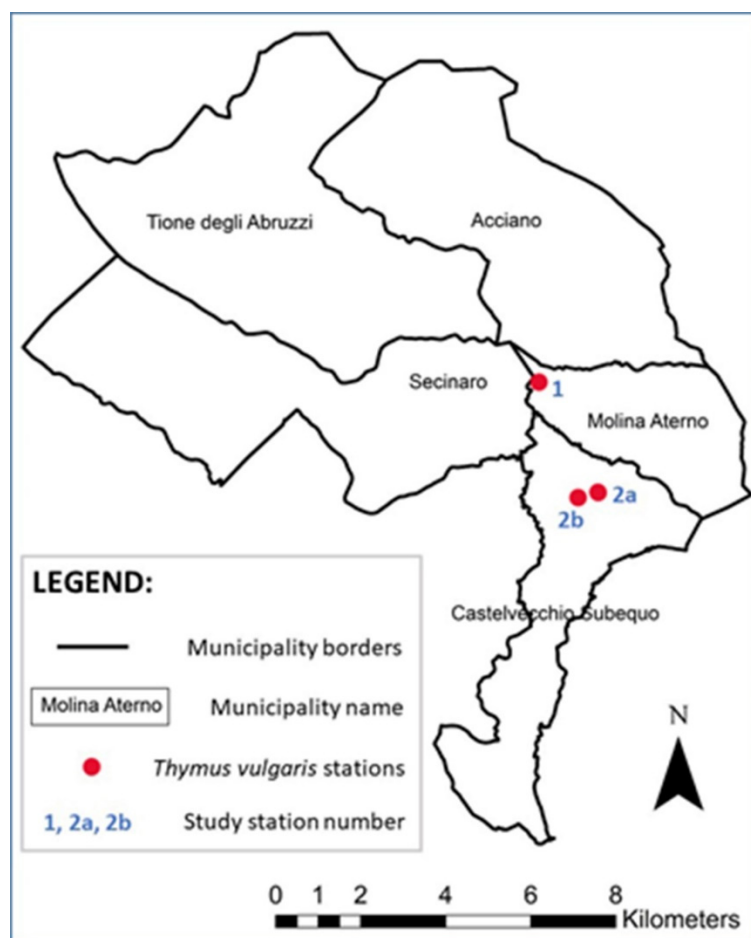 Tione degli Abruzzi
Acciano
Secinaro
1
Molina Aterno
2a
2b
Castelvecchio Subequo
LEGEND:
Municipality borders
Molina Aterno Municipality name
Thymus vulgaris stations
1, 2a, 2b Study station number
N
0 1 2 4 6 8
Kilometers